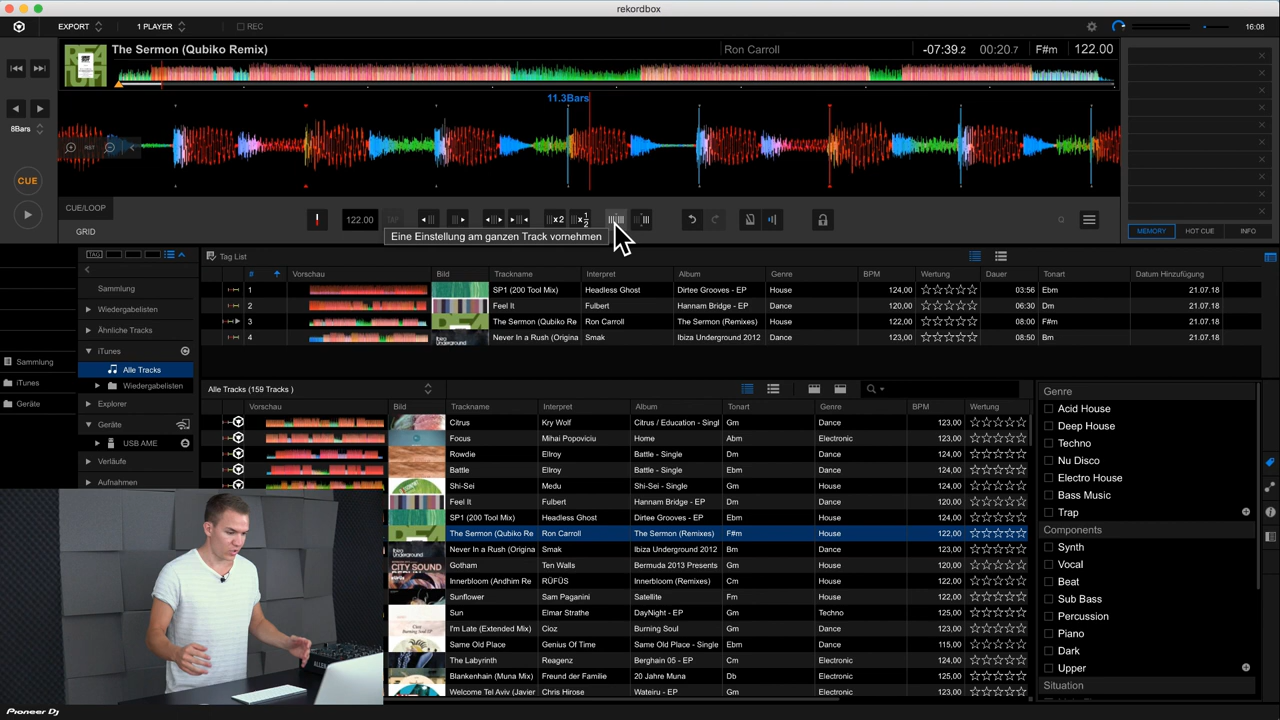 rekordbox
EXPORT 1 PLAYER REC 16:08
The Sermon (Qubiko Remix) Ron Carroll -07:39.2 00:20.7 F#m 122.00
11.3Bars
8Bars
RST
CUE
CUE/LOOP
122.00 TAP x2 x1/2
GRID
Eine Einstellung am ganzen Track vornehmen
MEMORY HOT CUE INFO
TAG
Tag List
# Vorschau Bild Trackname Interpret Album Genre BPM Wertung Dauer Tonart Datum Hinzufügung
1 SP1 (200 Tool Mix) Headless Ghost Dirtee Grooves - EP House 124,00 03:56 Ebm 21.07.18
2 Feel It Fulbert Hannam Bridge - EP House 120,00 06:30 Dm 21.07.18
3 The Sermon (Qubiko Re Ron Carroll The Sermon (Remixes) House 122,00 08:00 F#m 21.07.18
4 Never In a Rush (Origina Smak Ibiza Underground 2012 House 123,00 08:50 Bm 21.07.18
Sammlung
Wiedergabelisten
Ähnliche Tracks
iTunes
Alle Tracks
Wiedergabelisten
Explorer
Geräte
USB AME
Verläufe
Aufnahmen
Sammlung
iTunes
Geräte
Alle Tracks (159 Tracks )
Vorschau Bild Trackname Interpret Album Tonart Genre BPM Wertung
Citrus Kry Wolf Citrus / Education - Singl Gm Dance 123,00
Focus Mihai Popoviciu Home Abm Electronic 123,00
Rowdie Ellroy Battle - Single Dm Dance 123,00
Battle Ellroy Battle - Single Ebm Dance 123,00
Shi-Sei Medu Shi-Sei - Single Gm Dance 123,00
Feel It Fulbert Hannam Bridge - EP Dm House 120,00
SP1 (200 Tool Mix) Headless Ghost Dirtee Grooves - EP Ebm House 124,00
The Sermon (Qubiko Re Ron Carroll The Sermon (Remixes) F#m House 122,00
Never In a Rush (Origina Smak Ibiza Underground 2012 Bm House 123,00
Gotham Ten Walls Bermuda 2013 Presents Gm House 120,00
Innerbloom (Andhim Re RÜFÜS Innerbloom (Remixes) Cm House 122,00
Sunflower Sam Paganini Satellite Fm House 122,00
Sun Elmar Strathe DayNight - EP Gm Techno 125,00
I'm Late (Extended Mix) Cioz Burning Soul Gm Dance 122,00
Same Old Place Genius Of Time Same Old Place - Single Ebm Dance 115,00
The Labyrinth Reagenz Berghain 05 - EP Cm Electronic 124,00
Blankenhain (Muna Mix) Freund der Familie 20 Jahre Muna Db Electronic 125,00
Welcome Tel Aviv (Javier Chris Hirose Wateiru - EP Gm Dance 122,00
CITY SOUND
Genre
Acid House
Deep House
Techno
Nu Disco
Electro House
Bass Music
Trap
Components
Synth
Vocal
Beat
Sub Bass
Percussion
Piano
Dark
Upper
Situation
Pioneer Dj